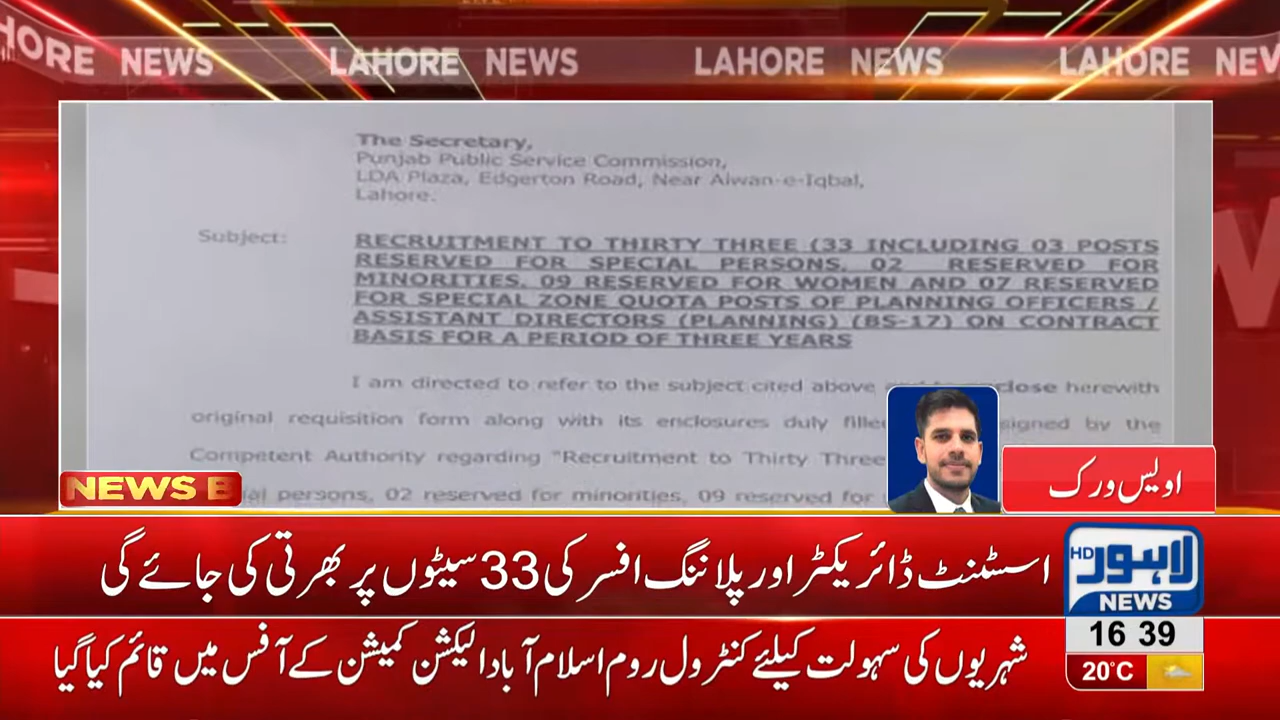 LAHORE NEWS LAHORE NEWS LAHORE NEWS LAHORE NEW
The Secretary,
Punjab Public Service Commission,
LDA Plaza, Edgerton Road, Near Aiwan-e-Iqbal,
Lahore.
Subject:
RECRUITMENT TO THIRTY THREE (33 INCLUDING 03 POSTS
RESERVED FOR SPECIAL PERSONS, 02 RESERVED FOR
MINORITIES, 09 RESERVED FOR WOMEN AND 07 RESERVED
FOR SPECIAL ZONE QUOTA POSTS OF PLANNING OFFICERS /
ASSISTANT DIRECTORS (PLANNING) (BS-17) ON CONTRACT
BASIS FOR A PERIOD OF THREE YEARS
I am directed to refer to the subject cited above herewith
original requisition form along with its enclosures duly signed by the
Competent Authority regarding "Recruitment to Thirty Three
persons, 02 reserved for minorities, 09 reserved for
اویس ورک
NEWS B
اسسٹنٹ ڈائریکٹر اور پلاننگ افسر کی 33 سیٹوں پر بھرتی کی جائے گی
HD لاہور
NEWS
16 39
شہریوں کی سہولت کیلئے کنٹرول روم اسلام آباد الیکشن کمیشن کے آفس میں قائم کیا گیا
20°C